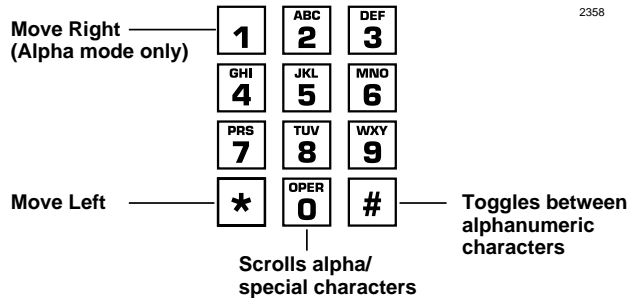 2358
Move Right
(Alpha mode only)
1
ABC
2
DEF
3
GHI
4
JKL
5
MNO
6
PRS
7
TUV
8
WXY
9
Move Left
*
OPER
0
#
Toggles between
alphanumeric
characters
Scrolls alpha/
special characters